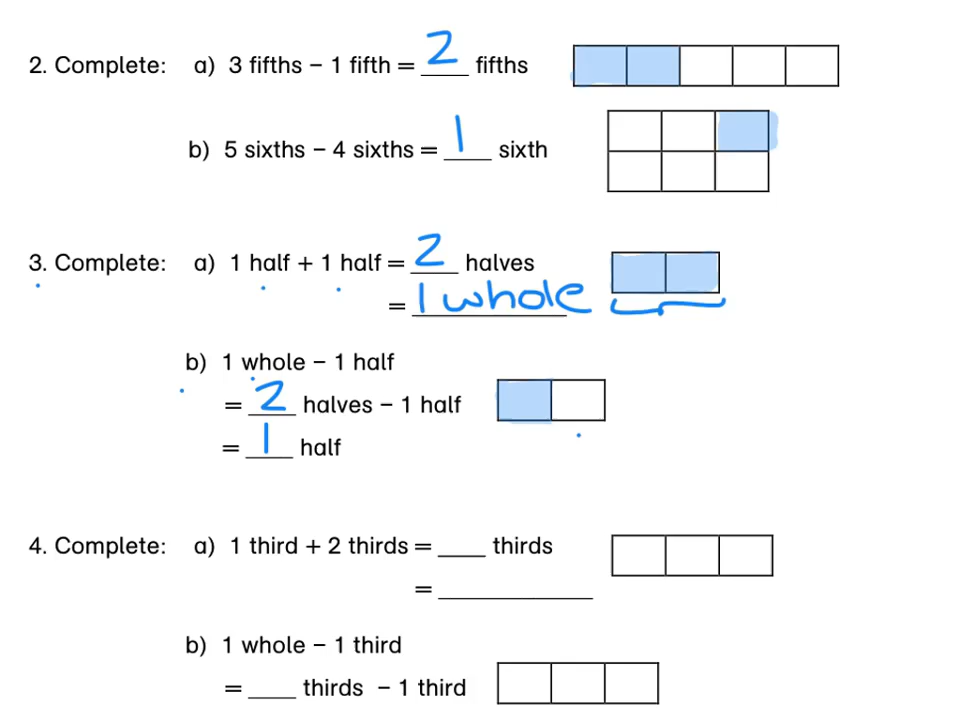 2. Complete: a) 3 fifths − 1 fifth = 2 fifths
b) 5 sixths − 4 sixths = 1 sixth
3. Complete: a) 1 half + 1 half = 2 halves
= 1 whole
b) 1 whole − 1 half
= 2 halves − 1 half
= 1 half
4. Complete: a) 1 third + 2 thirds = ____ thirds
= ____________
b) 1 whole − 1 third
= ____ thirds − 1 third